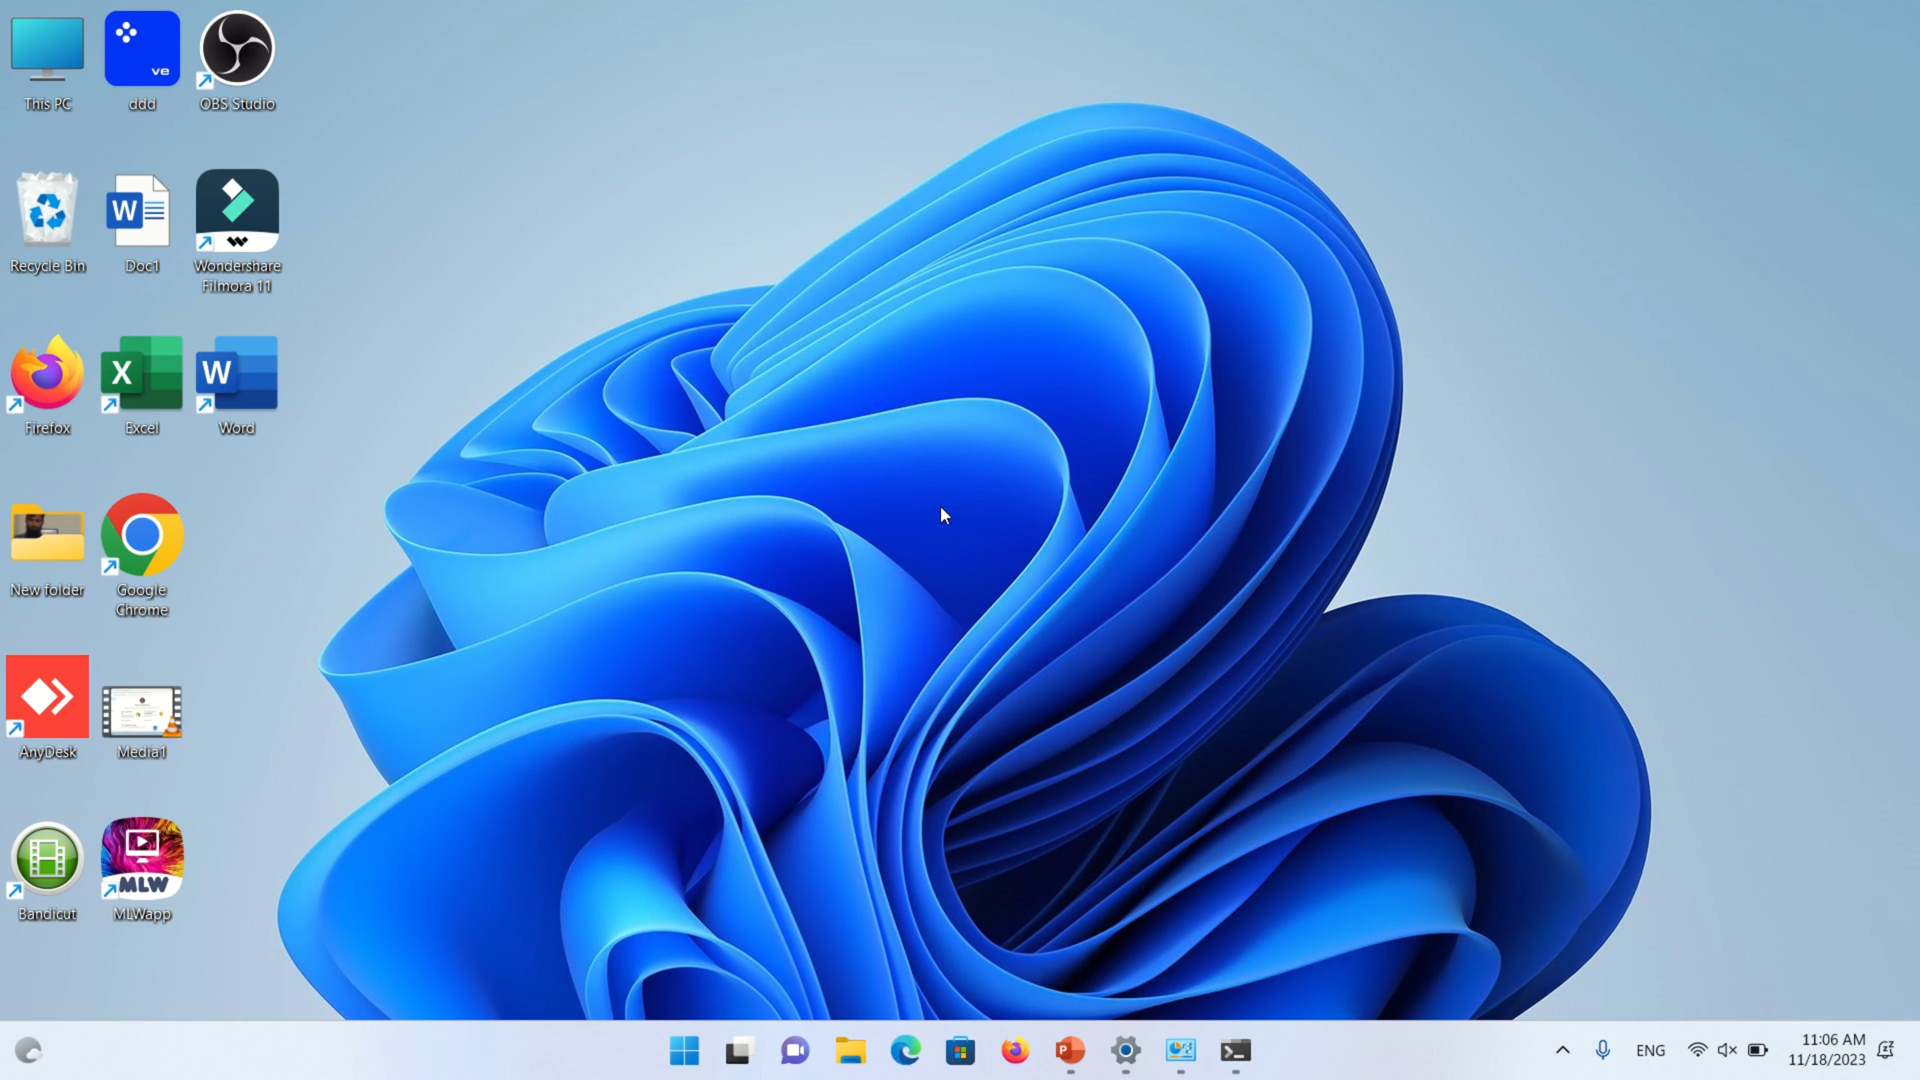 This PC
ve
ddd
OBS Studio
Recycle Bin
W
Doc1
Wondershare
Filmora 11
Firefox
X
Excel
W
Word
New folder
Google
Chrome
AnyDesk
Media1
Bandicut
MLW
MLWapp
P
ENG
11:06 AM
11/18/2023